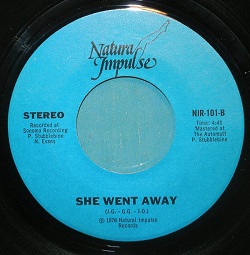 Natural
Impulse
STEREO
NIR-101-B
Recorded at
Sonoma Recording
P. Stubblebine
N. Evans
Time: 4:45
Mastered at
The Automatt
P. Stubblebine
SHE WENT AWAY
(J.G. - C.G. - J.O.)
1978 Natural Impulse
Records